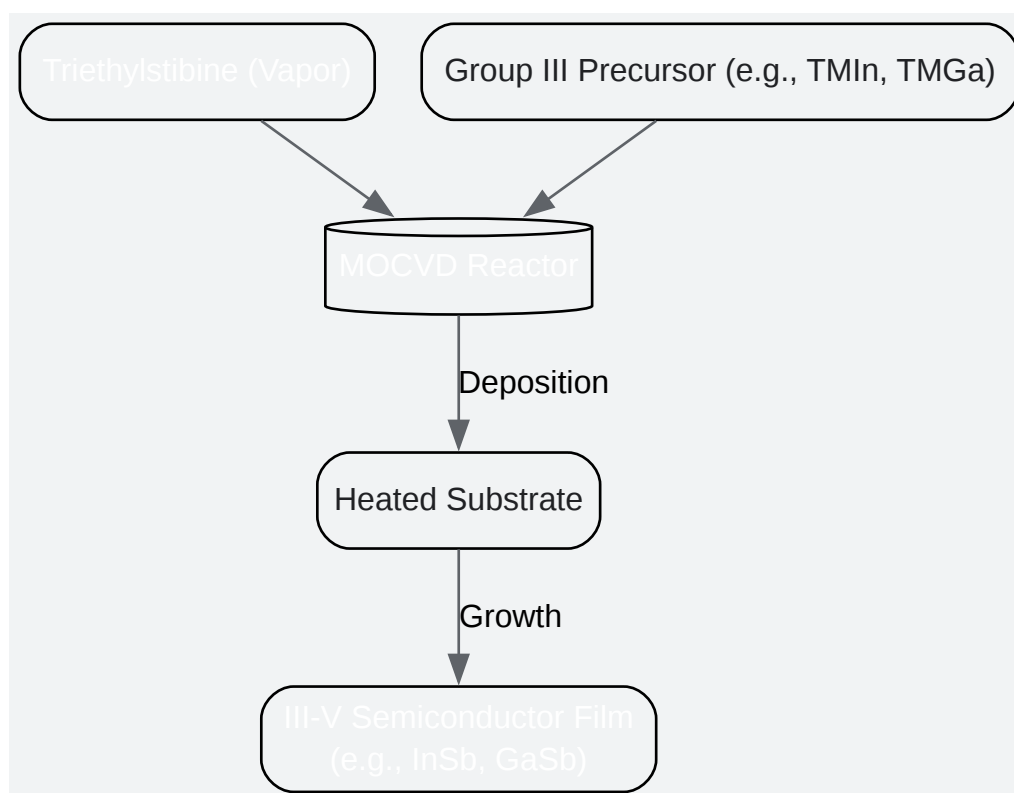 Triethylstibine (Vapor)
Group III Precursor (e.g., TMIn, TMGa)
MOCVD Reactor
Deposition
Heated Substrate
Growth
III-V Semiconductor Film
(e.g., InSb, GaSb)